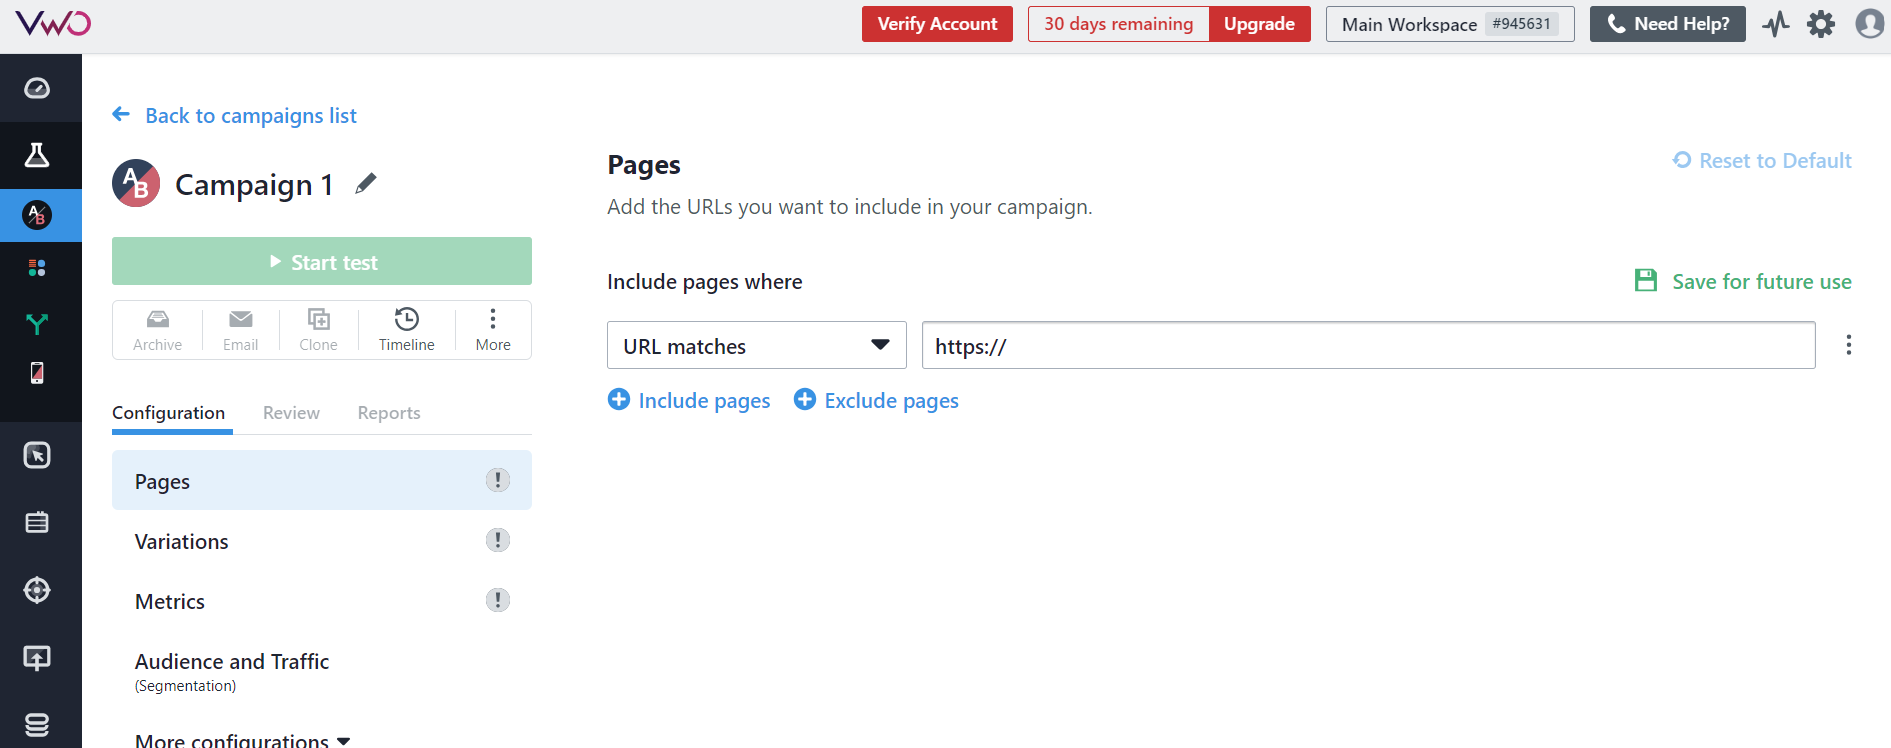 VWO
Verify Account
30 days remaining
Upgrade
Main Workspace #945631
Need Help?
Back to campaigns list
A B
Campaign 1
Start test
Archive
Email
Clone
Timeline
More
Configuration
Review
Reports
Pages
Variations
Metrics
Audience and Traffic
(Segmentation)
More configurations
Pages
Reset to Default
Add the URLs you want to include in your campaign.
Include pages where
Save for future use
URL matches
https://
Include pages
Exclude pages